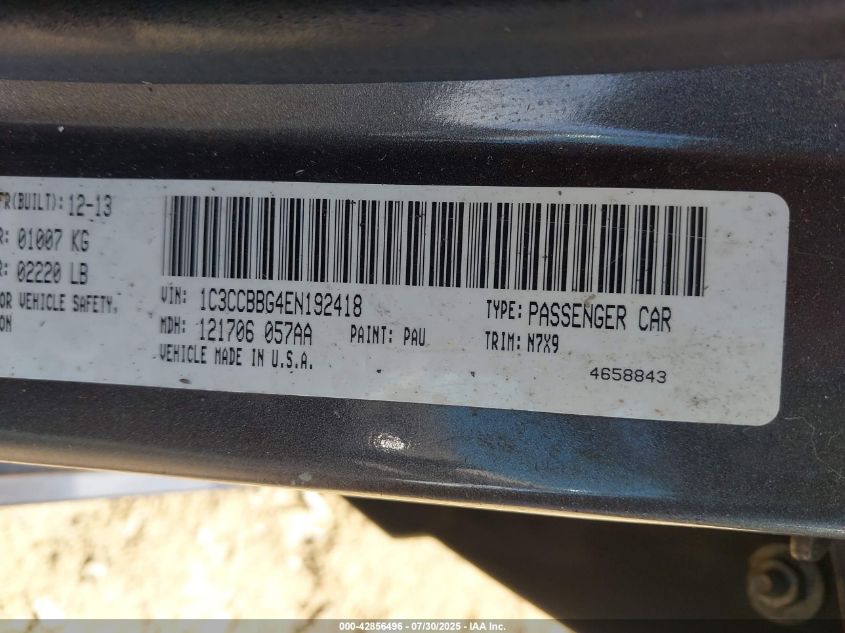 FR(BUILT): 12-13
R: 01007 KG
R: 02220 LB
OR VEHICLE SAFETY,
ON
VIN: 1C3CCBBG4EN192418
TYPE: PASSENGER CAR
MDH: 121706 057AA PAINT: PAU
TRIM: N7X9
VEHICLE MADE IN U.S.A.
4658843
000-42856496 - 07/30/2025 - IAA Inc.